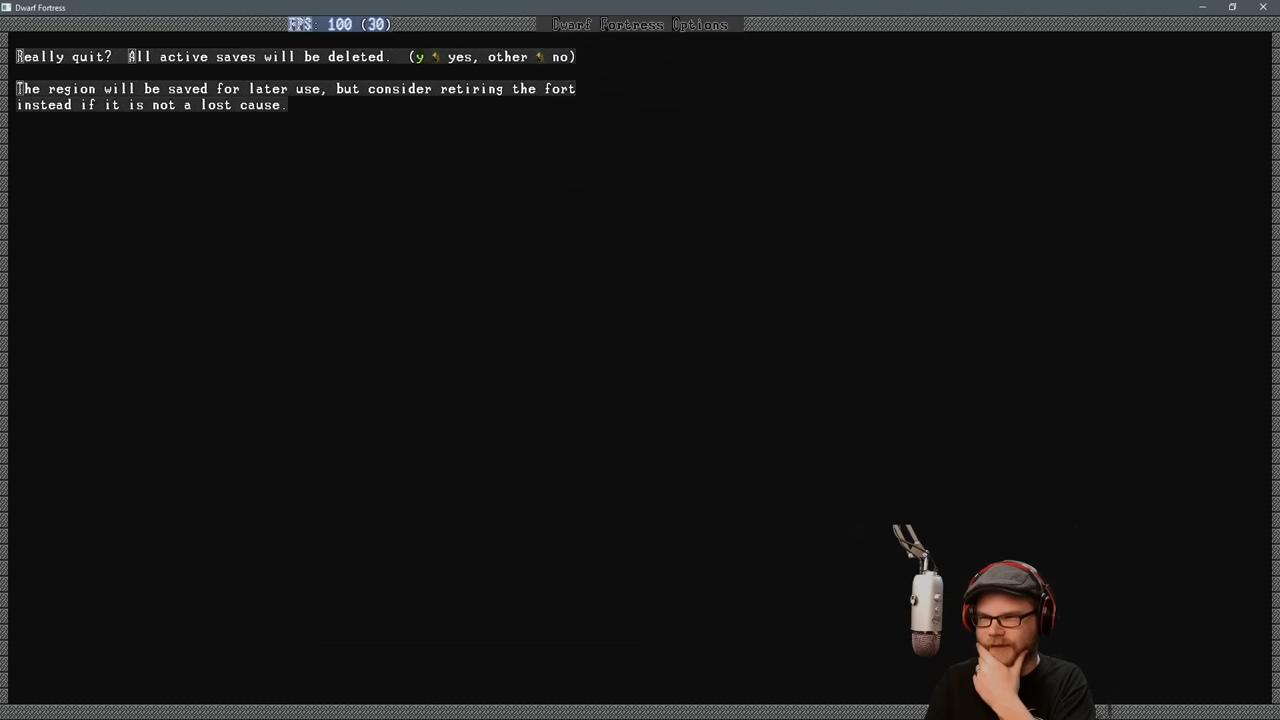 Dwarf Fortress
FPS: 100 (30)
Dwarf Fortress Options
Really quit? All active saves will be deleted. (y yes, other no)
The region will be saved for later use, but consider retiring the fort
instead if it is not a lost cause.